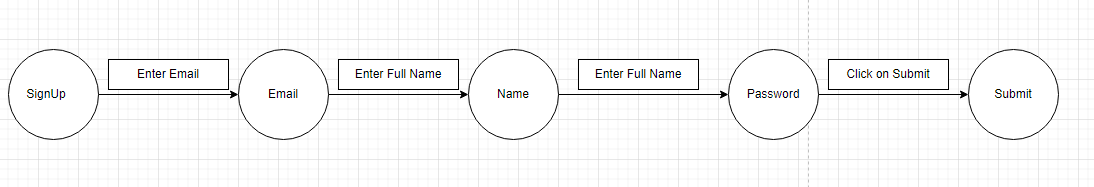 Enter Email
Enter Full Name
Enter Full Name
Click on Submit
SignUp
Email
Name
Password
Submit